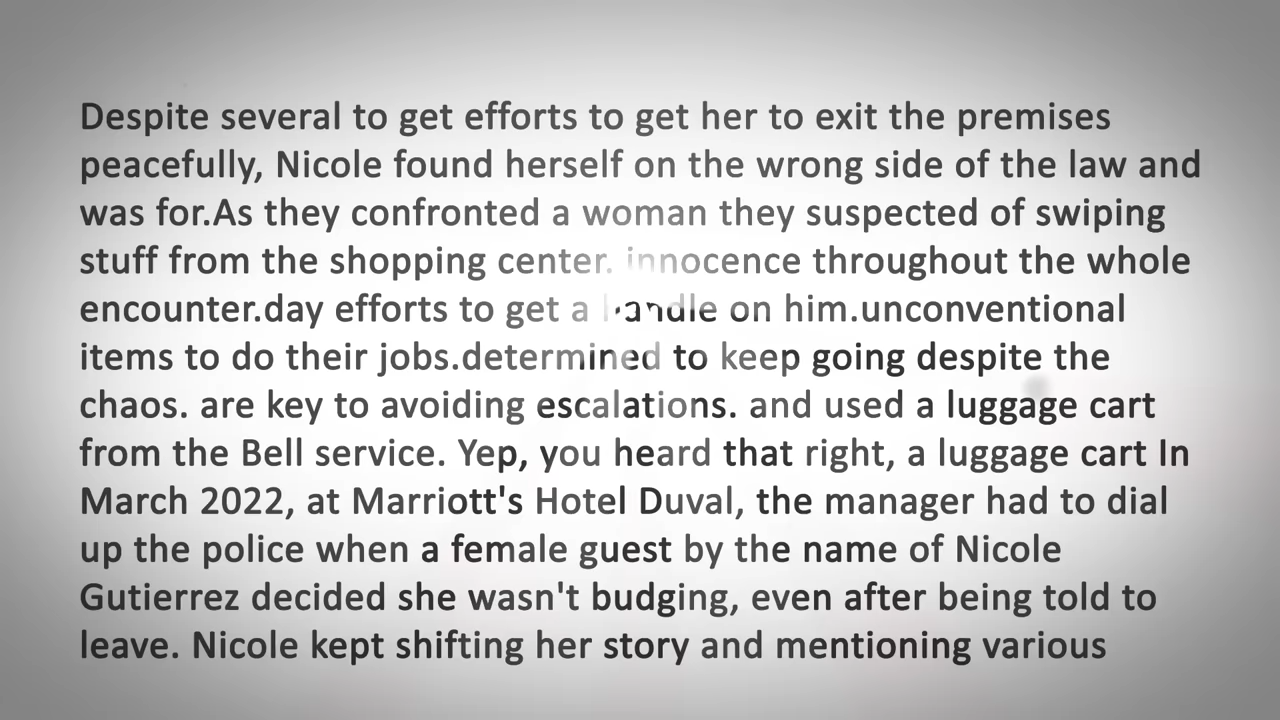 Despite several to get efforts to get her to exit the premises
peacefully, Nicole found herself on the wrong side of the law and
was for.As they confronted a woman they suspected of swiping
stuff from the shopping center. innocence throughout the whole
encounter.day efforts to get a handle on him.unconventional
items to do their jobs.determined to keep going despite the
chaos. are key to avoiding escalations. and used a luggage cart
from the Bell service. Yep, you heard that right, a luggage cart In
March 2022, at Marriott's Hotel Duval, the manager had to dial
up the police when a female guest by the name of Nicole
Gutierrez decided she wasn't budging, even after being told to
leave. Nicole kept shifting her story and mentioning various